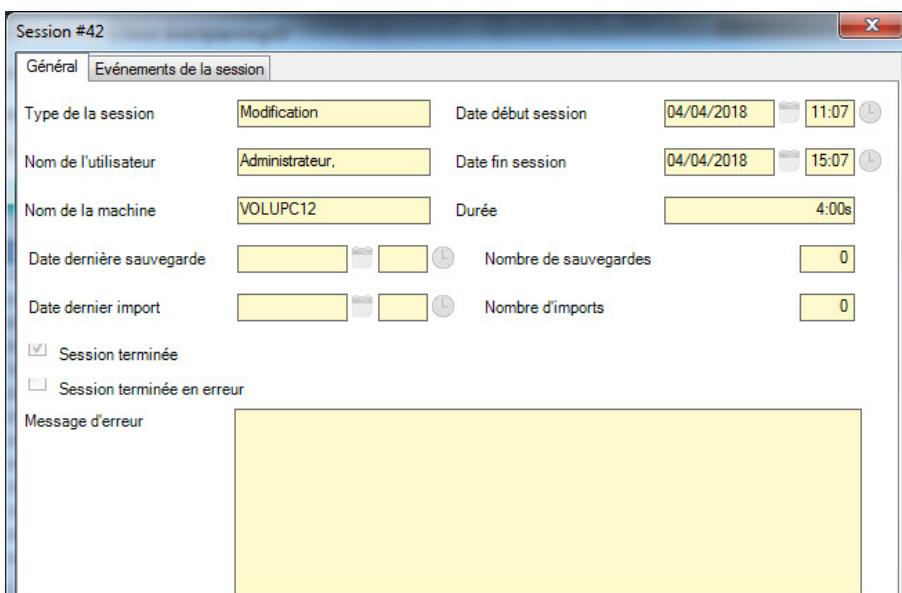 Session #42
Général Evénements de la session
Type de la session Modification Date début session 04/04/2018 11:07
Nom de l'utilisateur Administrateur, Date fin session 04/04/2018 15:07
Nom de la machine VOLUPC12 Durée 4:00s
Date dernière sauvegarde Nombre de sauvegardes 0
Date dernier import Nombre d'imports 0
Session terminée
Session terminée en erreur
Message d'erreur